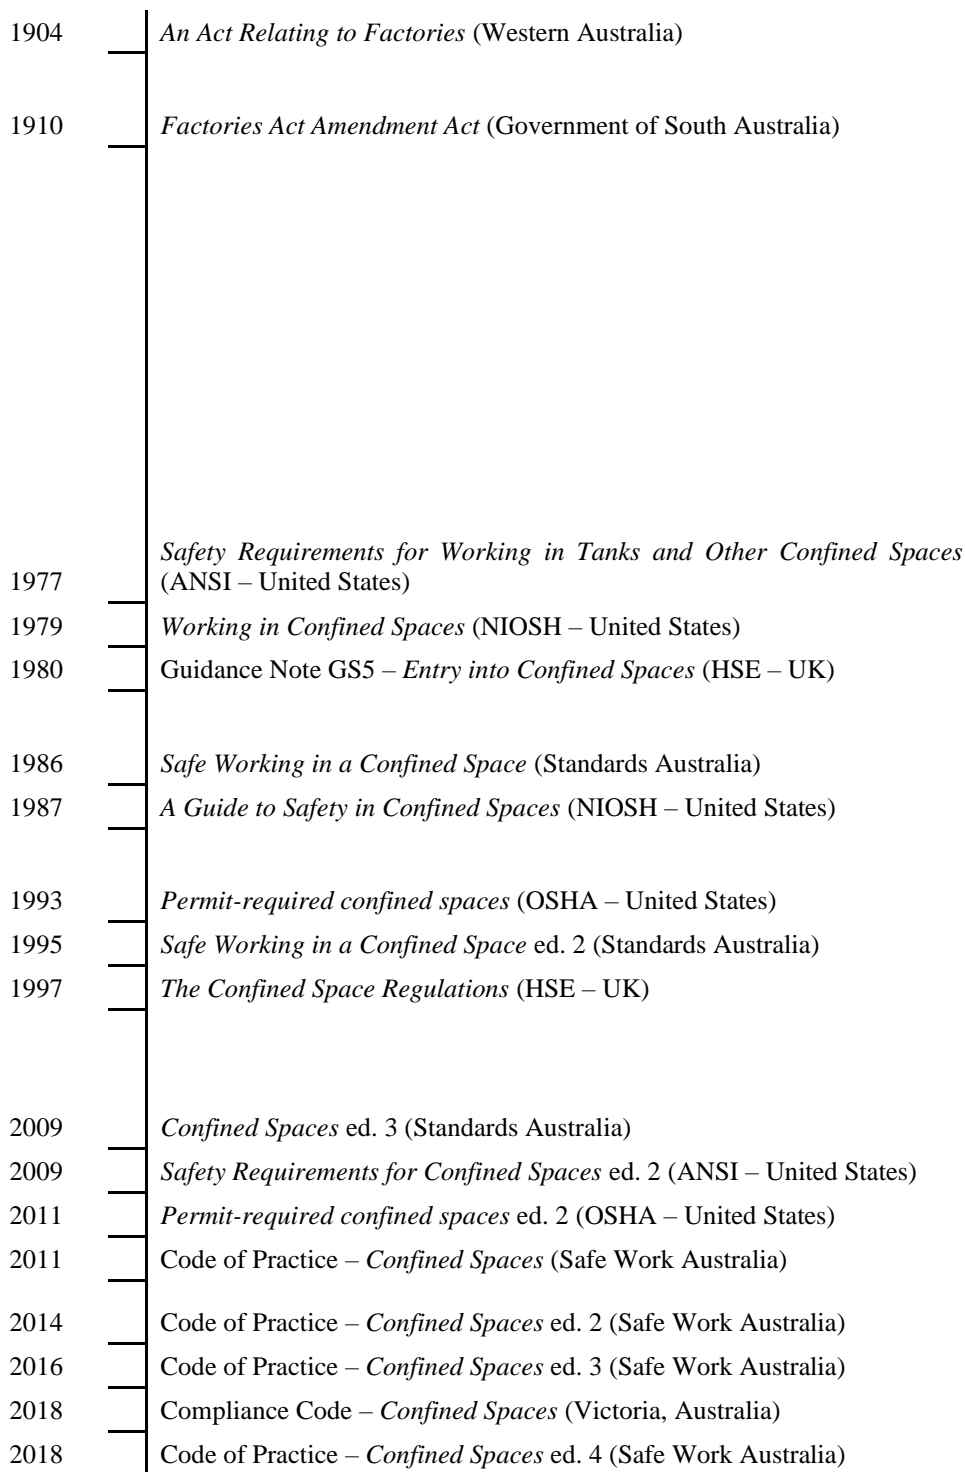 1904 An Act Relating to Factories (Western Australia)
1910 Factories Act Amendment Act (Government of South Australia)
Safety Requirements for Working in Tanks and Other Confined Spaces
1977 (ANSI – United States)
1979 Working in Confined Spaces (NIOSH – United States)
1980 Guidance Note GS5 – Entry into Confined Spaces (HSE – UK)
1986 Safe Working in a Confined Space (Standards Australia)
1987 A Guide to Safety in Confined Spaces (NIOSH – United States)
1993 Permit-required confined spaces (OSHA – United States)
1995 Safe Working in a Confined Space ed. 2 (Standards Australia)
1997 The Confined Space Regulations (HSE – UK)
2009 Confined Spaces ed. 3 (Standards Australia)
2009 Safety Requirements for Confined Spaces ed. 2 (ANSI – United States)
2011 Permit-required confined spaces ed. 2 (OSHA – United States)
2011 Code of Practice – Confined Spaces (Safe Work Australia)
2014 Code of Practice – Confined Spaces ed. 2 (Safe Work Australia)
2016 Code of Practice – Confined Spaces ed. 3 (Safe Work Australia)
2018 Compliance Code – Confined Spaces (Victoria, Australia)
2018 Code of Practice – Confined Spaces ed. 4 (Safe Work Australia)